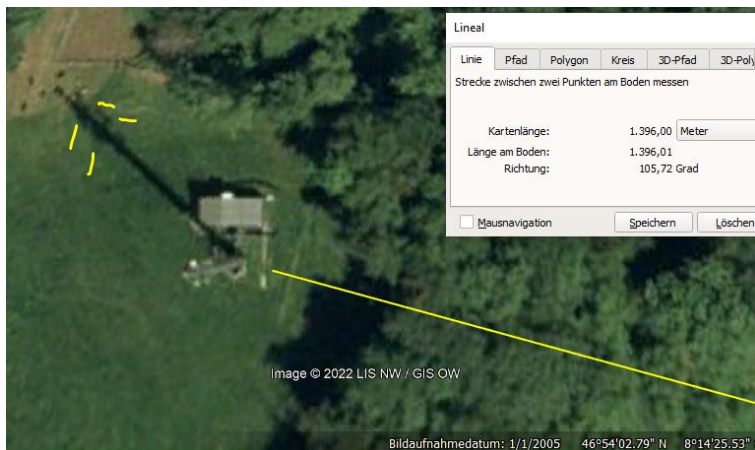 Lineal
Linie Pfad Polygon Kreis 3D-Pfad 3D-Poly
Strecke zwischen zwei Punkten am Boden messen
Kartenlänge: 1.396,00 Meter
Länge am Boden: 1.396,01
Richtung: 105,72 Grad
Mausnavigation Speichern Löschen
Image © 2022 LIS NW / GIS OW
Bildaufnahmedatum: 1/1/2005 46°54'02.79" N 8°14'25.53"